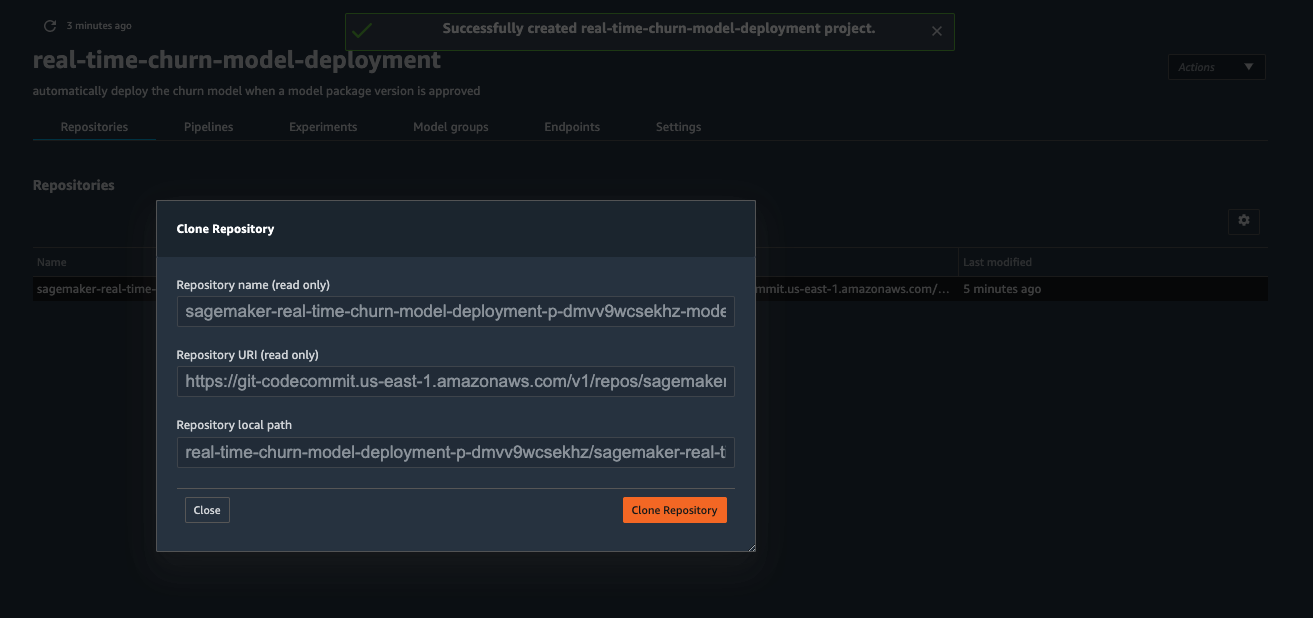 3 minutes ago
Successfully created real-time-churn-model-deployment project.
real-time-churn-model-deployment
Actions
automatically deploy the churn model when a model package version is approved
Repositories Pipelines Experiments Model groups Endpoints Settings
Repositories
Clone Repository
Name Last modified
sagemaker-real-time- mmit.us-east-1.amazonaws.com/... 5 minutes ago
Repository name (read only)
sagemaker-real-time-churn-model-deployment-p-dmvv9wcsekhz-mode
Repository URI (read only)
https://git-codecommit.us-east-1.amazonaws.com/v1/repos/sagemaker
Repository local path
real-time-churn-model-deployment-p-dmvv9wcsekhz/sagemaker-real-t
Close Clone Repository